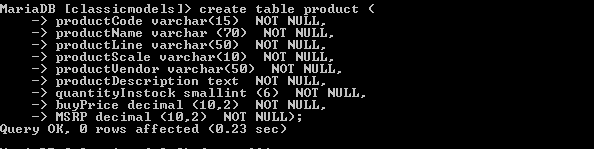 MariaDB [classicmodels]> create table product (
    -> productCode varchar(15)  NOT NULL,
    -> productName varchar (70)  NOT NULL,
    -> productLine varchar(50)  NOT NULL,
    -> productScale varchar(10)  NOT NULL,
    -> productVendor varchar(50)  NOT NULL,
    -> productDescription text  NOT NULL,
    -> quantityInstock smallint (6)  NOT NULL,
    -> buyPrice decimal (10,2)  NOT NULL,
    -> MSRP decimal (10,2)  NOT NULL);
Query OK, 0 rows affected (0.23 sec)